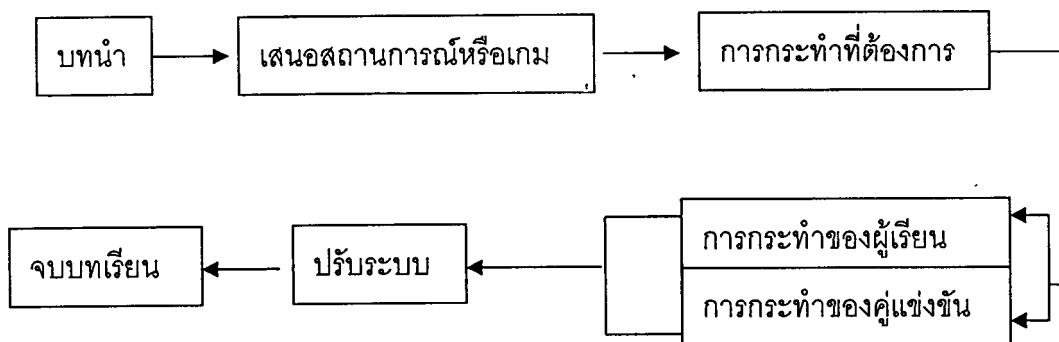 บทนำ
เสนอสถานการณ์หรือเกม
การกระทำที่ต้องการ
การกระทำของผู้เรียน
การกระทำของคู่แข่งขัน
ปรับระบบ
จบบทเรียน